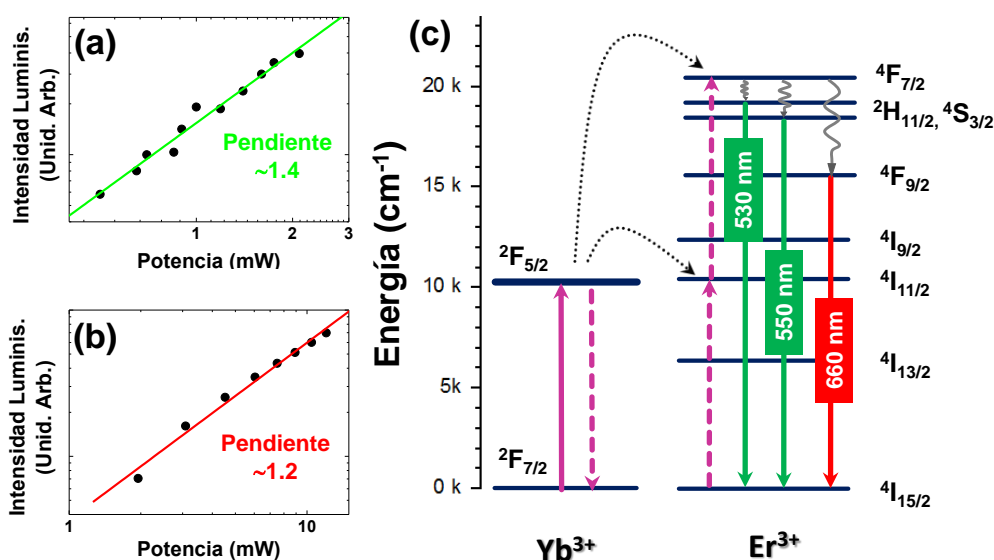 (a)
Intensidad Luminis.
(Unid. Arb.)
Pendiente
~1.4
1
2
3
Potencia (mW)
(b)
Intensidad Luminis.
(Unid. Arb.)
Pendiente
~1.2
1
10
Potencia (mW)
(c)
Energía (cm⁻¹)
20 k
15k
10 k
5k
0 k
²F₅/₂
²F₇/₂
Yb³⁺
⁴F₇/₂
²H₁₁/₂, ⁴S₃/₂
⁴F₉/₂
⁴I₉/₂
⁴I₁₁/₂
⁴I₁₃/₂
⁴I₁₅/₂
530 nm
550 nm
660 nm
Er³⁺